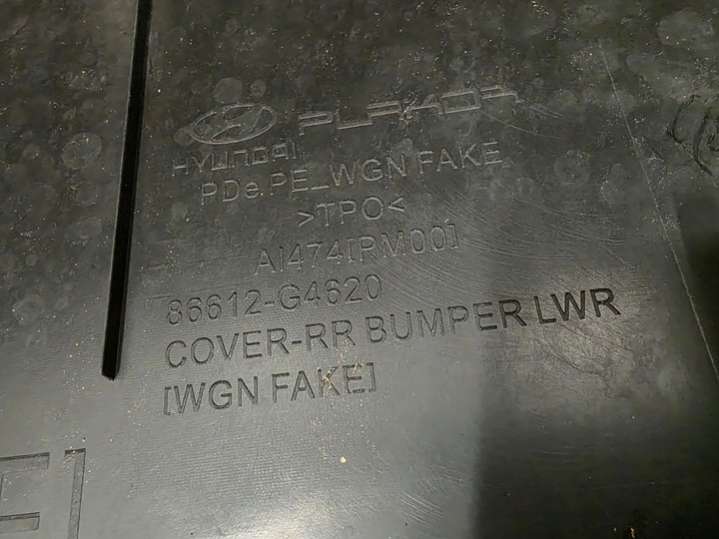 PLAKOR
HYUNDAI
PDe PE_WGN FAKE
>TPO<
AI474[RM00]
86612-G4620
COVER-RR BUMPER LWR
[WGN FAKE]